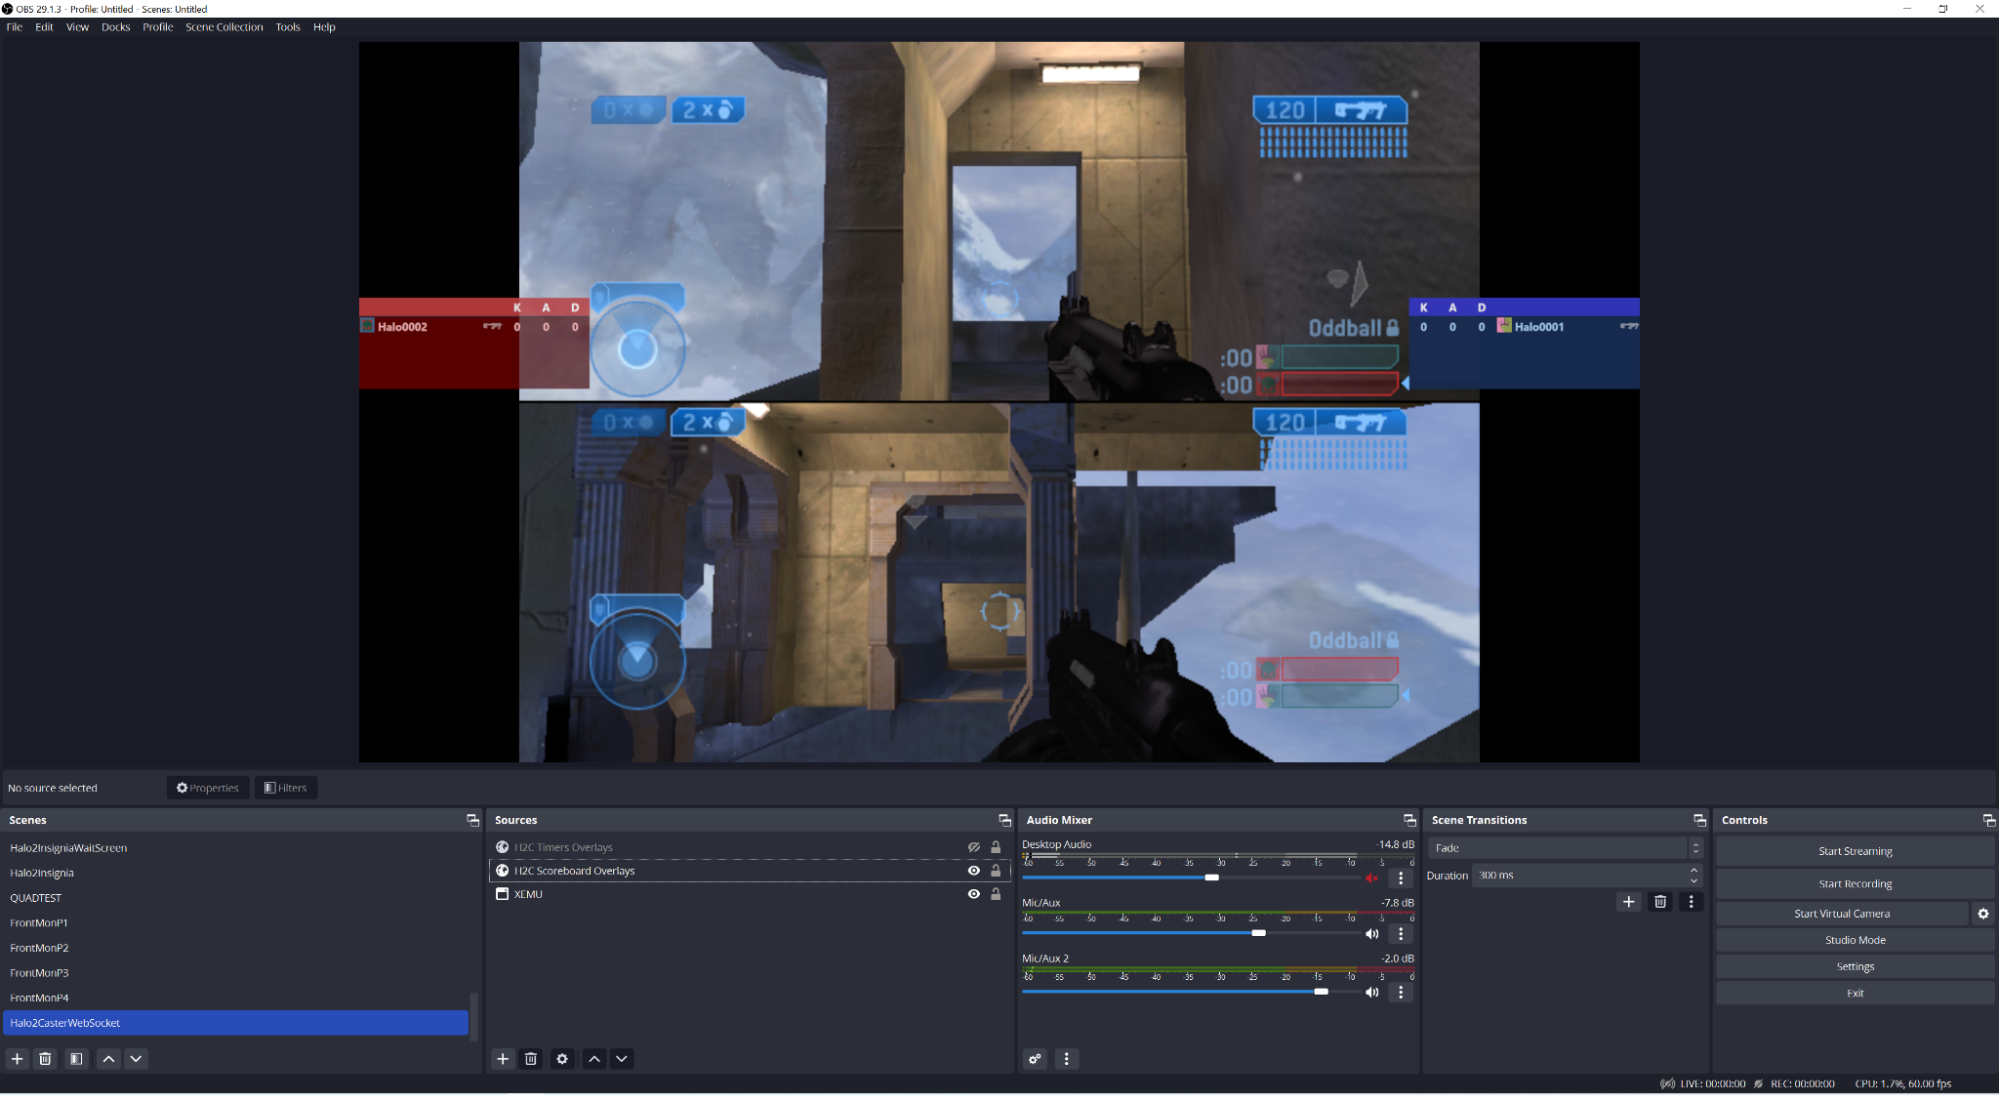 OBS 29.1.3 - Profile: Untitled - Scenes: Untitled
File Edit View Docks Profile Scene Collection Tools Help
0 x 2 x 120
K A D
Halo0002 0 0 0
Oddball
:00
:00
K A D
0 0 0 Halo0001
0 x 2 x 120
Oddball
:00
:00
No source selected Properties Filters
Scenes
Halo2InsigniaWaitScreen
Halo2Insignia
QUADTEST
FrontMonP1
FrontMonP2
FrontMonP3
FrontMonP4
Halo2CasterWebSocket
Sources
H2C Timers Overlays
H2C Scoreboard Overlays
XEMU
Audio Mixer
Desktop Audio -14.8 dB
-60 -55 -50 -45 -40 -35 -30 -25 -20 -15 -10 -5 0
Mic/Aux -7.8 dB
-60 -55 -50 -45 -40 -35 -30 -25 -20 -15 -10 -5 0
Mic/Aux 2 -2.0 dB
-60 -55 -50 -45 -40 -35 -30 -25 -20 -15 -10 -5 0
Scene Transitions
Fade
Duration 300 ms
Controls
Start Streaming
Start Recording
Start Virtual Camera
Studio Mode
Settings
Exit
LIVE: 00:00:00 REC: 00:00:00 CPU: 1.7%, 60.00 fps